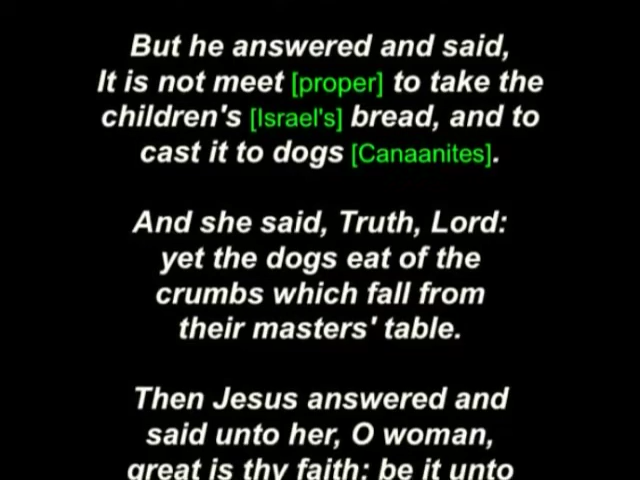 But he answered and said,
It is not meet [proper] to take the
children's [Israel's] bread, and to
cast it to dogs [Canaanites].
And she said, Truth, Lord:
yet the dogs eat of the
crumbs which fall from
their masters' table.
Then Jesus answered and
said unto her, O woman,
great is thy faith: be it unto